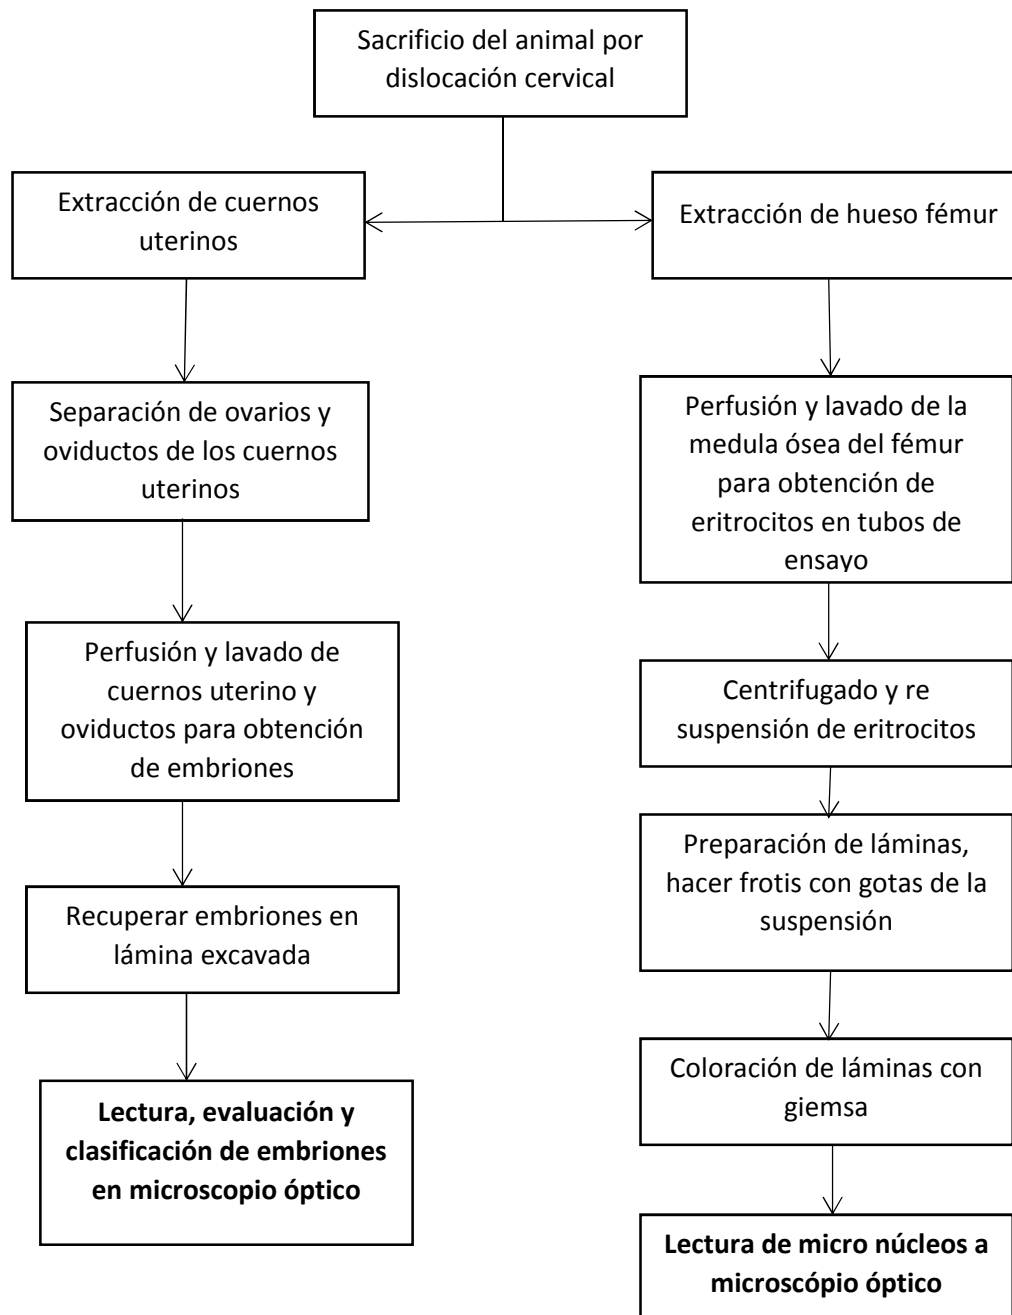 Sacrificio del animal por
dislocación cervical
Extracción de cuernos
uterinos
Separación de ovarios y
oviductos de los cuernos
uterinos
Perfusión y lavado de
cuernos uterino y
oviductos para obtención
de embriones
Recuperar embriones en
lámina excavada
Lectura, evaluación y
clasificación de embriones
en microscopio óptico
Extracción de hueso fémur
Perfusión y lavado de la
medula ósea del fémur
para obtención de
eritrocitos en tubos de
ensayo
Centrifugado y re
suspensión de eritrocitos
Preparación de láminas,
hacer frotis con gotas de la
suspensión
Coloración de láminas con
giemsa
Lectura de micro núcleos a
microscópio óptico